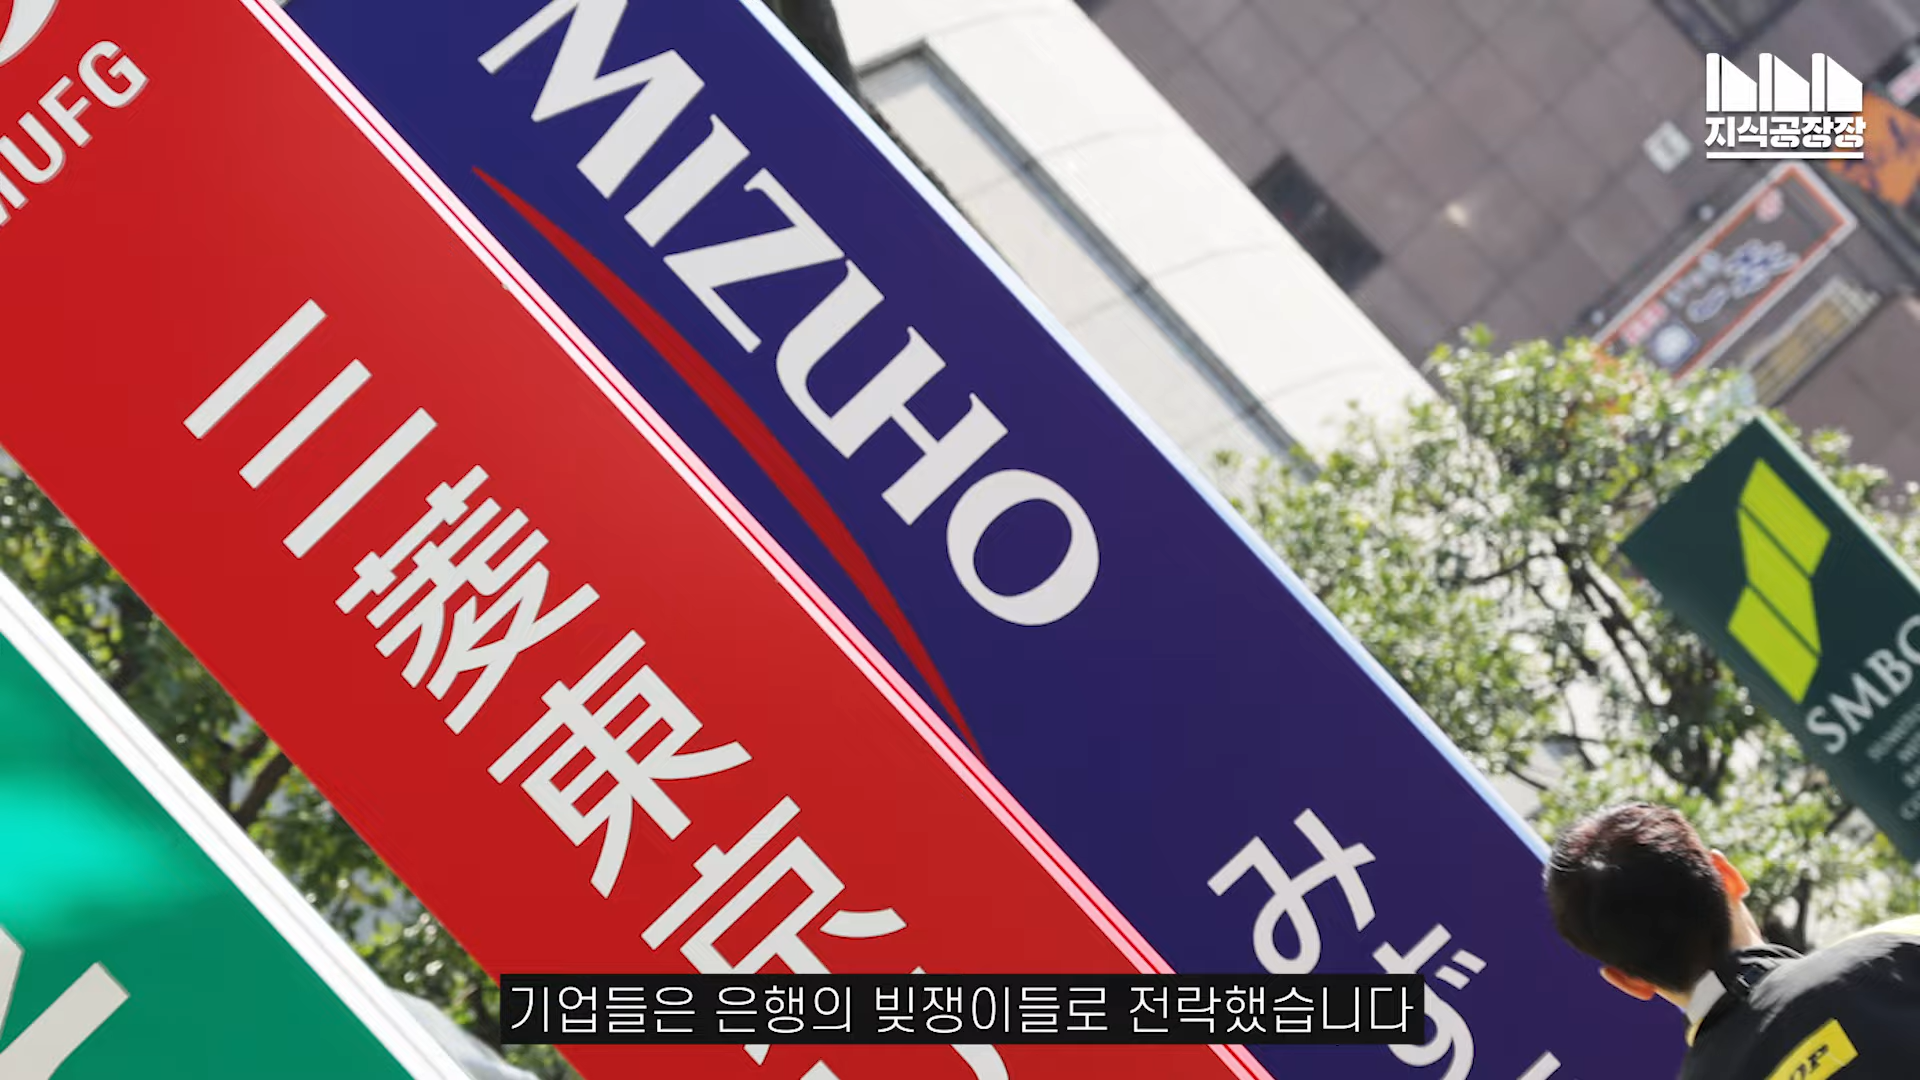 MUFG
三菱東京
MIZUHO
みず
SMBC
지식공장장
기업들은 은행의 빚쟁이들로 전락했습니다